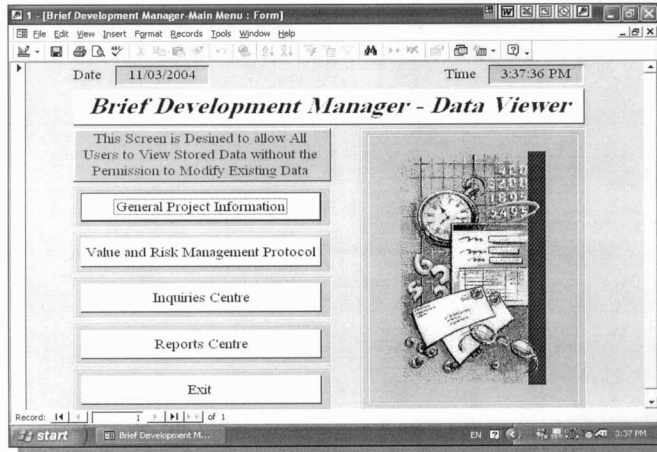 1 - [Brief Development Manager-Main Menu : Form]
File Edit View Insert Format Records Tools Window Help
Date 11/03/2004 Time 3:37:36 PM
Brief Development Manager - Data Viewer
This Screen is Desined to allow All
Users to View Stored Data without the
Permission to Modify Existing Data
General Project Information
Value and Risk Management Protocol
Inquiries Centre
Reports Centre
Exit
Record: 1 of 1
start Brief Development M... EN 3:37 PM